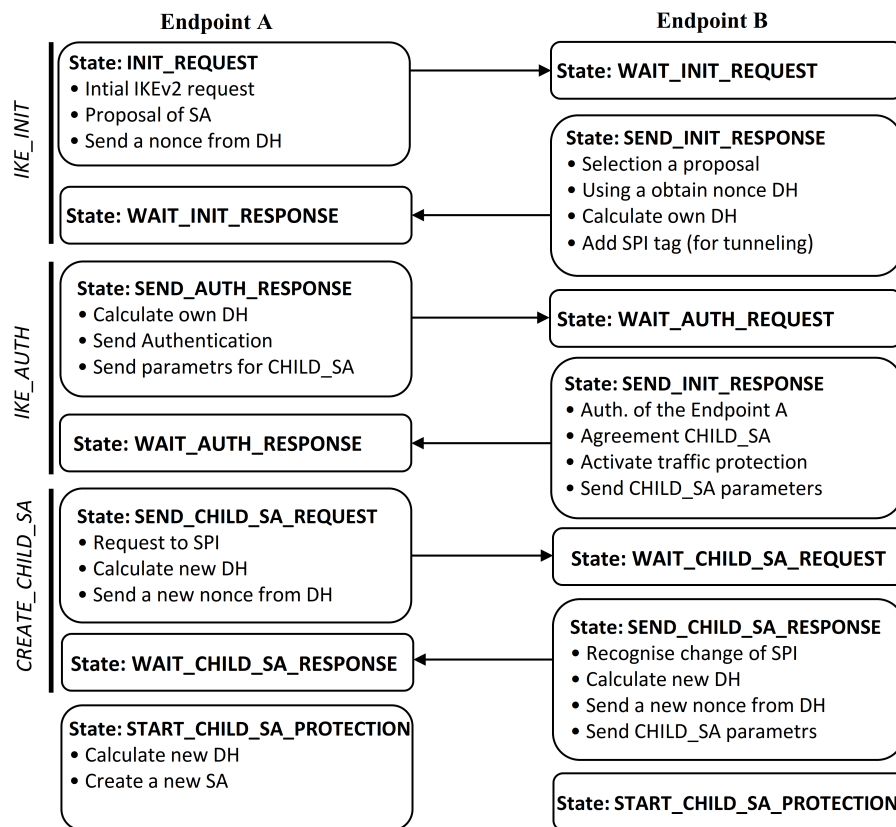 Endpoint A
Endpoint B
IKE_INIT
State: INIT_REQUEST
• Intial IKEv2 request
• Proposal of SA
• Send a nonce from DH
State: WAIT_INIT_REQUEST
State: SEND_INIT_RESPONSE
• Selection a proposal
• Using a obtain nonce DH
• Calculate own DH
• Add SPI tag (for tunneling)
State: WAIT_INIT_RESPONSE
IKE_AUTH
State: SEND_AUTH_RESPONSE
• Calculate own DH
• Send Authentication
• Send parametrs for CHILD_SA
State: WAIT_AUTH_REQUEST
State: SEND_INIT_RESPONSE
• Auth. of the Endpoint A
• Agreement CHILD_SA
• Activate traffic protection
• Send CHILD_SA parameters
State: WAIT_AUTH_RESPONSE
CREATE_CHILD_SA
State: SEND_CHILD_SA_REQUEST
• Request to SPI
• Calculate new DH
• Send a new nonce from DH
State: WAIT_CHILD_SA_REQUEST
State: SEND_CHILD_SA_RESPONSE
• Recognise change of SPI
• Calculate new DH
• Send a new nonce from DH
• Send CHILD_SA parametrs
State: WAIT_CHILD_SA_RESPONSE
State: START_CHILD_SA_PROTECTION
• Calculate new DH
• Create a new SA
State: START_CHILD_SA_PROTECTION